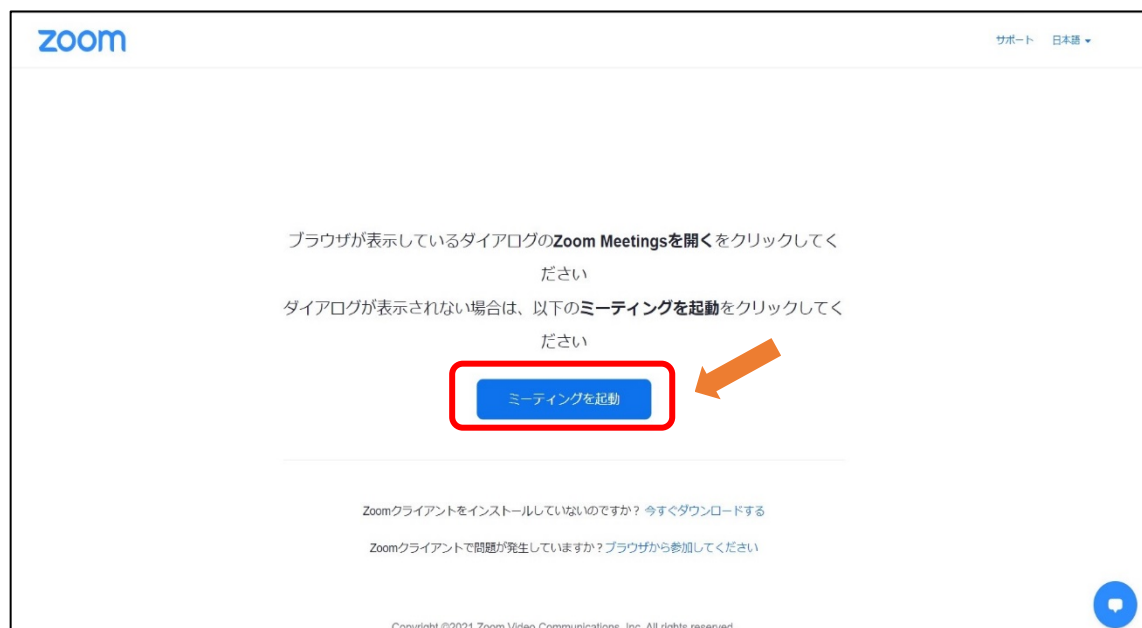 zoom
サポート 日本語
ブラウザが表示しているダイアログのZoom Meetingsを開くをクリックしてく
ださい
ダイアログが表示されない場合は、以下のミーティングを起動をクリックしてく
ださい
ミーティングを起動
Zoomクライアントをインストールしていないのですか？ 今すぐダウンロードする
Zoomクライアントで問題が発生していますか？ブラウザから参加してください
Copyright ©2021 Zoom Video Communications, Inc. All rights reserved.